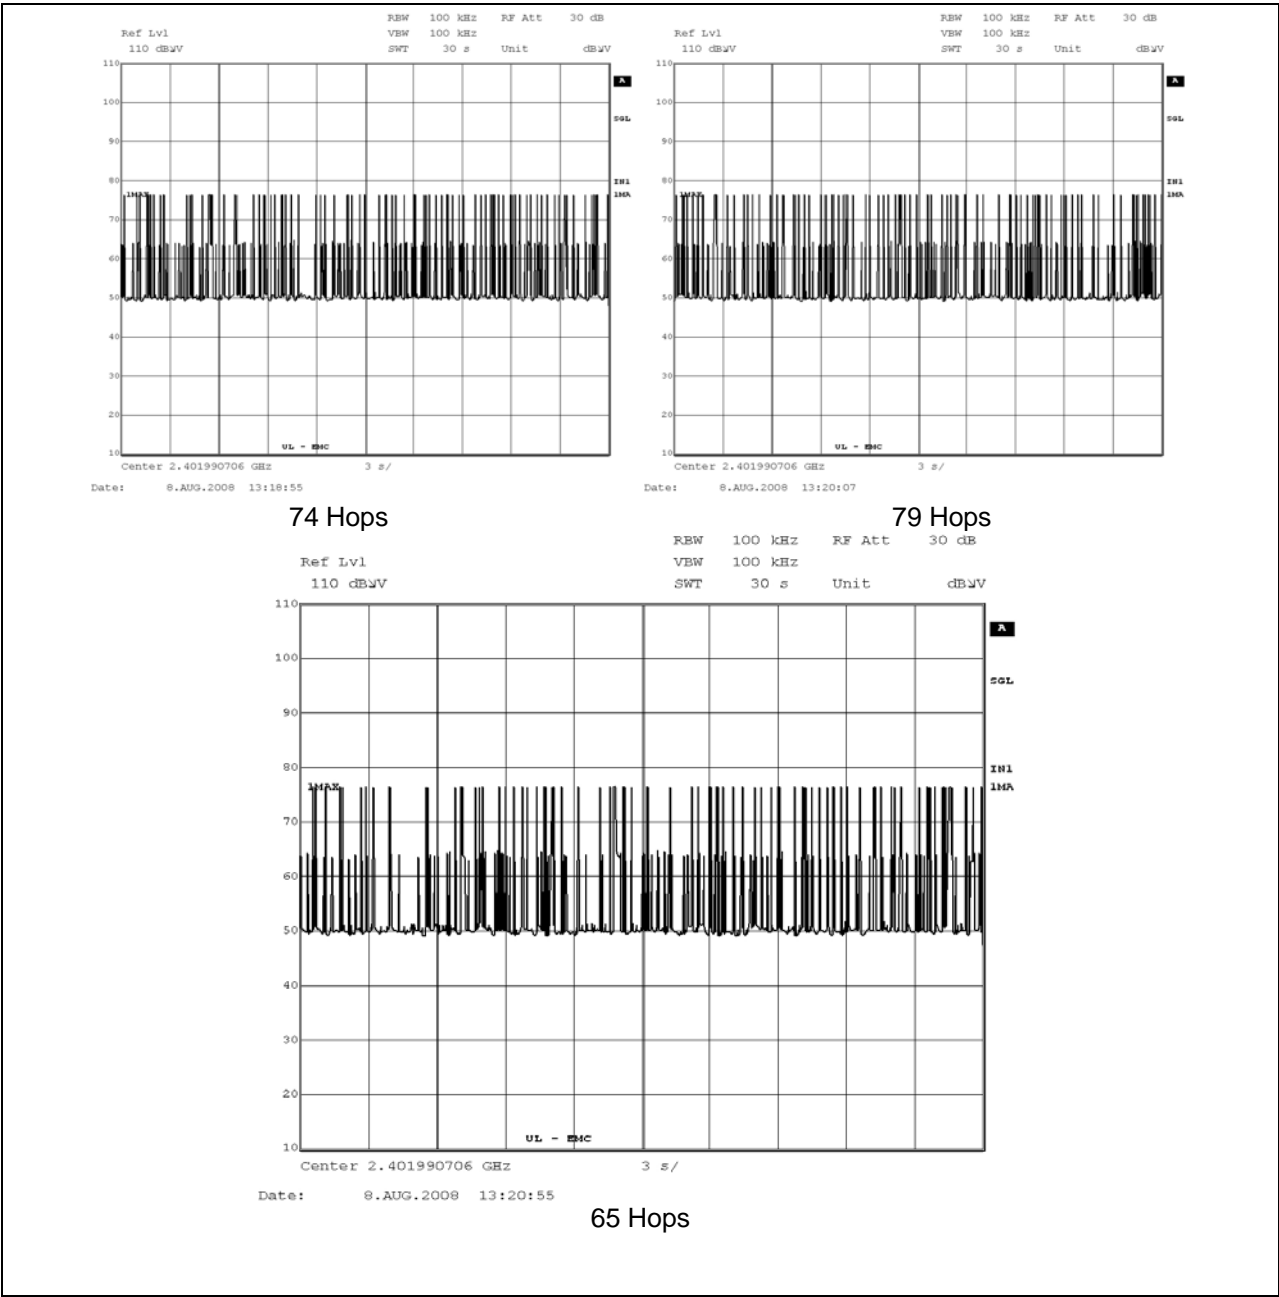 RBW 100 kHz RF Att 30 dB
Ref Lvl VBW 100 kHz
110 dBµV SWT 30 s Unit dBµV
110
A
100
SGL
90
80
IN1
1MAX
1MA
70
60
50
40
30
20
UL - EMC
10
Center 2.401990706 GHz 3 s/
Date: 8.AUG.2008 13:18:55
74 Hops
RBW 100 kHz RF Att 30 dB
Ref Lvl VBW 100 kHz
110 dBµV SWT 30 s Unit dBµV
110
A
100
SGL
90
80
IN1
1MAX
1MA
70
60
50
40
30
20
UL - EMC
10
Center 2.401990706 GHz 3 s/
Date: 8.AUG.2008 13:20:07
79 Hops
RBW 100 kHz RF Att 30 dB
Ref Lvl VBW 100 kHz
110 dBµV SWT 30 s Unit dBµV
110
A
100
SGL
90
80
IN1
1MAX
1MA
70
60
50
40
30
20
UL - EMC
10
Center 2.401990706 GHz 3 s/
Date: 8.AUG.2008 13:20:55
65 Hops